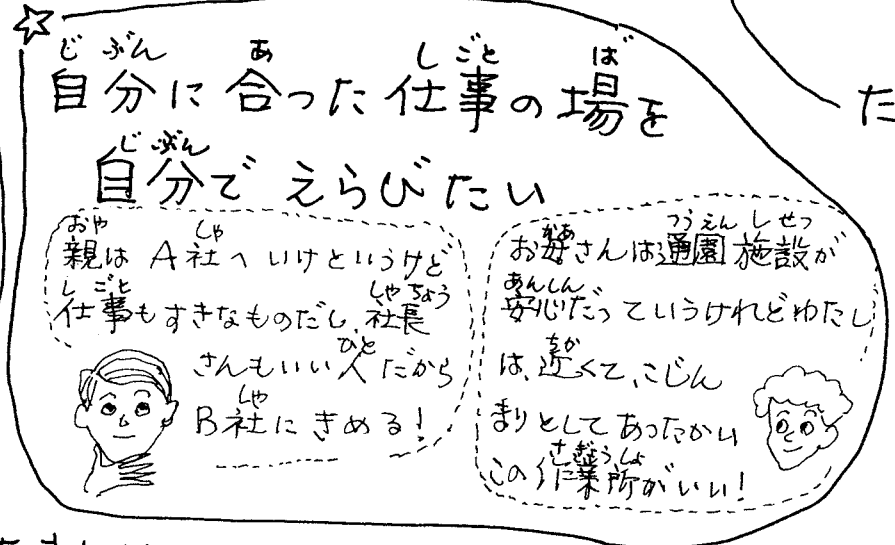 自分に合った仕事の場を
自分でえらびたい
親は A社へ いけというけど
仕事もすきなものだし、社長
さんもいい人だから
B社にきめる!
お母さんは通園施設が
安心だっていうけれどわたし
は、近くて、こじん
まりとしてあったかい
この作業所がいい!
た